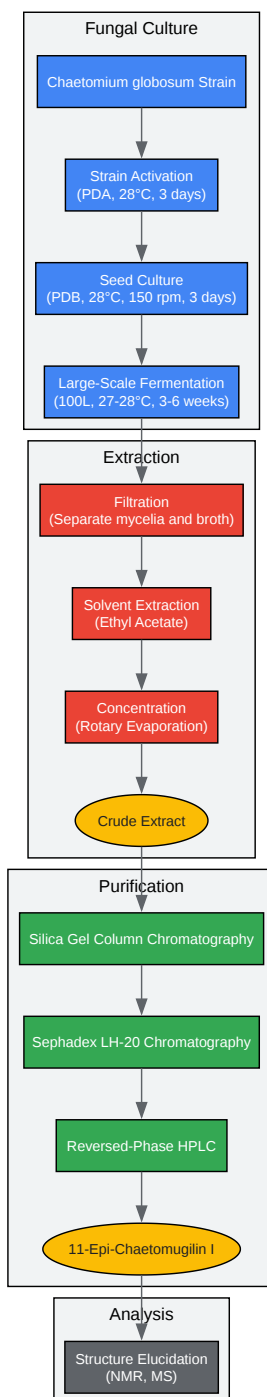 Fungal Culture
Chaetomium globosum Strain
Strain Activation
(PDA, 28°C, 3 days)
Seed Culture
(PDB, 28°C, 150 rpm, 3 days)
Large-Scale Fermentation
(100L, 27-28°C, 3-6 weeks)
Extraction
Filtration
(Separate mycelia and broth)
Solvent Extraction
(Ethyl Acetate)
Concentration
(Rotary Evaporation)
Crude Extract
Purification
Silica Gel Column Chromatography
Sephadex LH-20 Chromatography
Reversed-Phase HPLC
11-Epi-Chaetomugilin I
Analysis
Structure Elucidation
(NMR, MS)